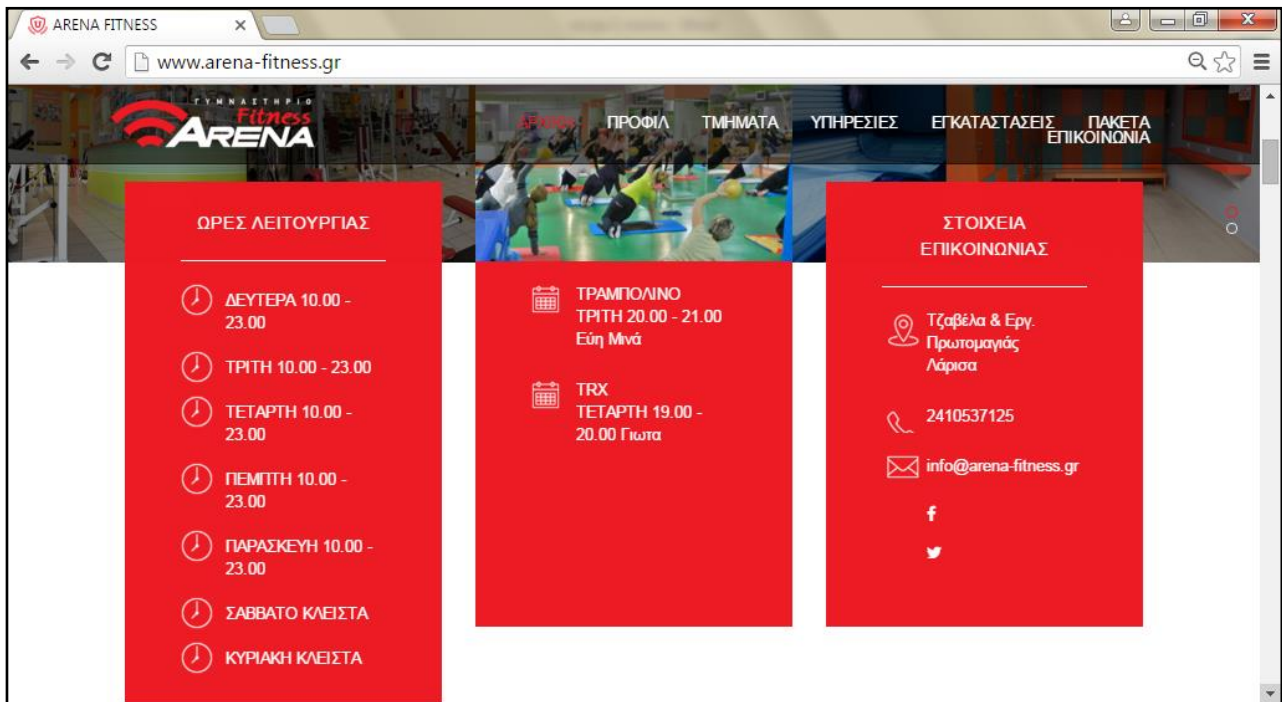 ARENA FITNESS
www.arena-fitness.gr
ΓΥΜΝΑΣΤΗΡΙΟ
Fitness
ARENA
ΑΡΧΙΚΗ ΠΡΟΦΙΛ ΤΜΗΜΑΤΑ ΥΠΗΡΕΣΙΕΣ ΕΓΚΑΤΑΣΤΑΣΕΙΣ ΠΑΚΕΤΑ
ΕΠΙΚΟΙΝΩΝΙΑ
ΩΡΕΣ ΛΕΙΤΟΥΡΓΙΑΣ
ΔΕΥΤΕΡΑ 10.00 -
23.00
ΤΡΙΤΗ 10.00 - 23.00
ΤΕΤΑΡΤΗ 10.00 -
23.00
ΠΕΜΠΤΗ 10.00 -
23.00
ΠΑΡΑΣΚΕΥΗ 10.00 -
23.00
ΣΑΒΒΑΤΟ ΚΛΕΙΣΤΑ
ΚΥΡΙΑΚΗ ΚΛΕΙΣΤΑ
ΤΡΑΜΠΟΛΙΝΟ
ΤΡΙΤΗ 20.00 - 21.00
Εύη Μινά
TRX
ΤΕΤΑΡΤΗ 19.00 -
20.00 Γιωτα
ΣΤΟΙΧΕΙΑ
ΕΠΙΚΟΙΝΩΝΙΑΣ
Τζαβέλα & Εργ.
Πρωτομαγιάς
Λάρισα
2410537125
info@arena-fitness.gr